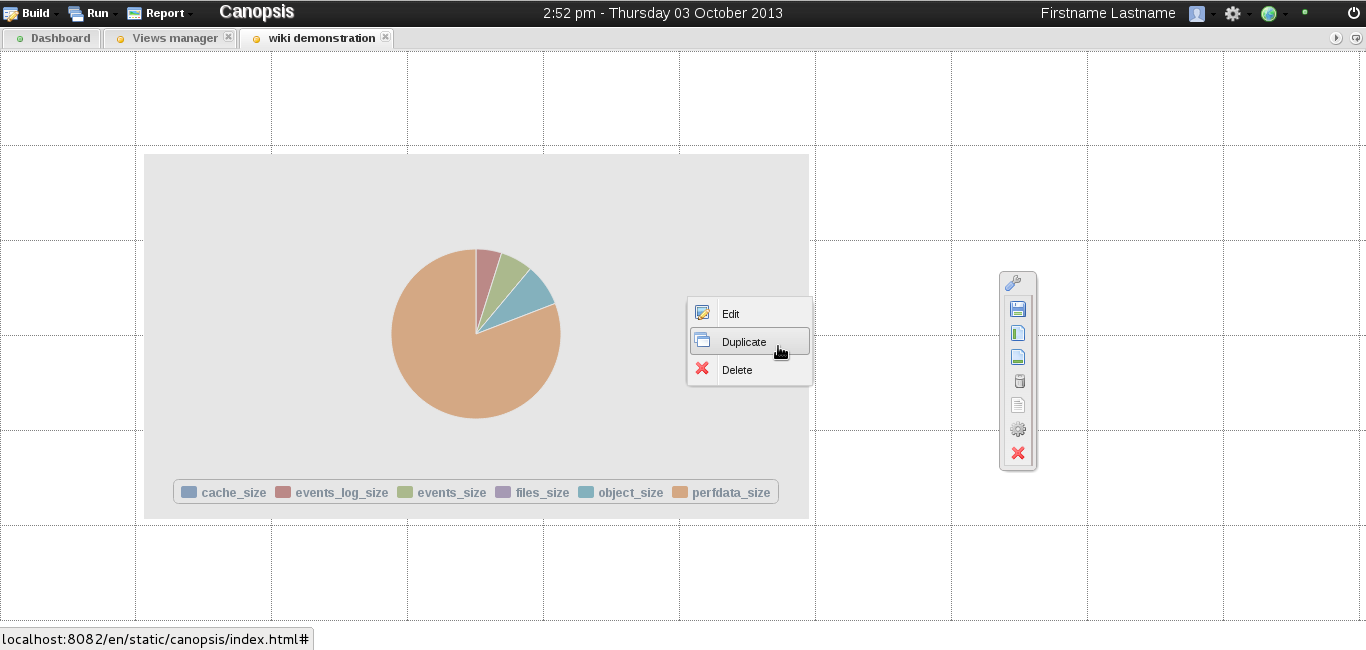 Build Run Report Canopsis 2:52 pm - Thursday 03 October 2013 Firstname Lastname
Dashboard Views manager wiki demonstration
Edit
Duplicate
Delete
cache_size events_log_size events_size files_size object_size perfdata_size
localhost:8082/en/static/canopsis/index.html#